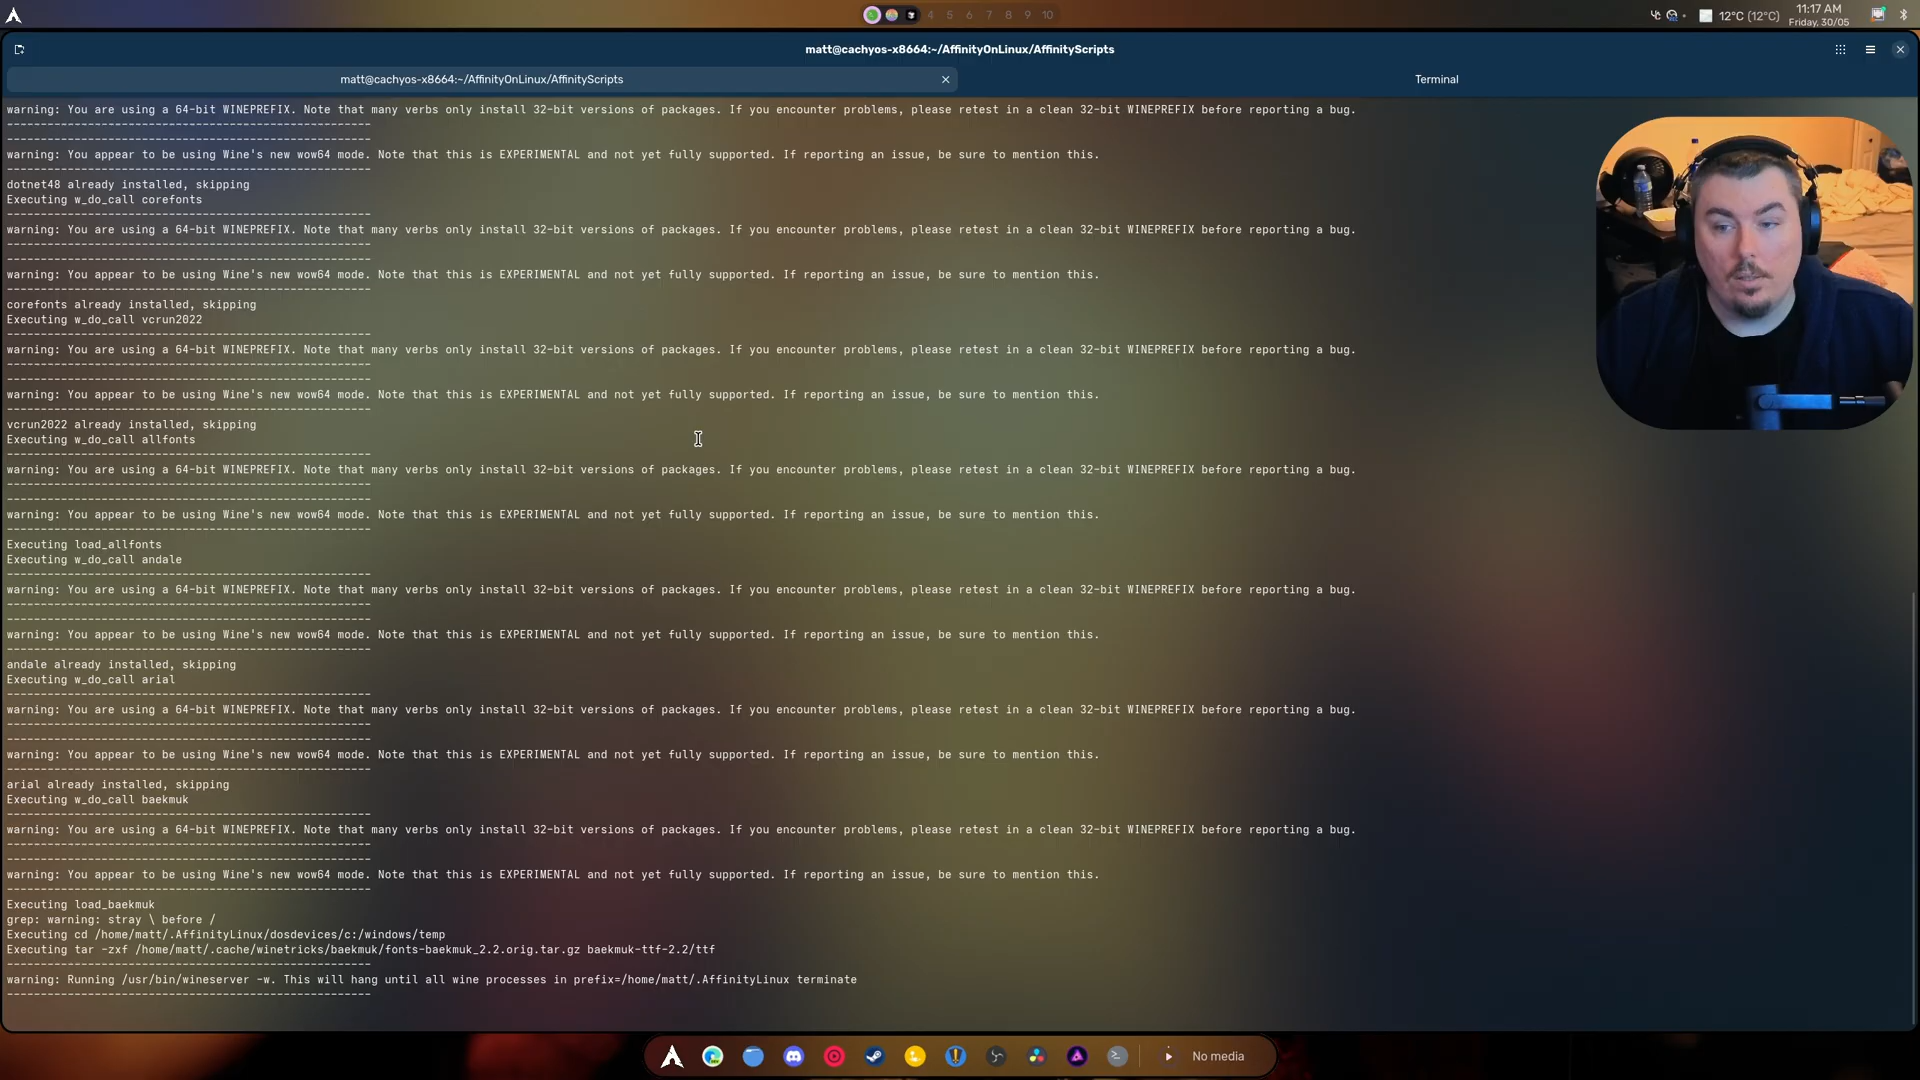 4 5 6 7 8 9 10
12°C (12°C)
11:17 AM
Friday, 30/05
matt@cachyos-x8664:~/AffinityOnLinux/AffinityScripts
matt@cachyos-x8664:~/AffinityOnLinux/AffinityScripts
Terminal
warning: You are using a 64-bit WINEPREFIX. Note that many verbs only install 32-bit versions of packages. If you encounter problems, please retest in a clean 32-bit WINEPREFIX before reporting a bug.
------------------------------------------------------
------------------------------------------------------
warning: You appear to be using Wine's new wow64 mode. Note that this is EXPERIMENTAL and not yet fully supported. If reporting an issue, be sure to mention this.
------------------------------------------------------
dotnet48 already installed, skipping
Executing w_do_call corefonts
------------------------------------------------------
warning: You are using a 64-bit WINEPREFIX. Note that many verbs only install 32-bit versions of packages. If you encounter problems, please retest in a clean 32-bit WINEPREFIX before reporting a bug.
------------------------------------------------------
------------------------------------------------------
warning: You appear to be using Wine's new wow64 mode. Note that this is EXPERIMENTAL and not yet fully supported. If reporting an issue, be sure to mention this.
------------------------------------------------------
corefonts already installed, skipping
Executing w_do_call vcrun2022
------------------------------------------------------
warning: You are using a 64-bit WINEPREFIX. Note that many verbs only install 32-bit versions of packages. If you encounter problems, please retest in a clean 32-bit WINEPREFIX before reporting a bug.
------------------------------------------------------
------------------------------------------------------
warning: You appear to be using Wine's new wow64 mode. Note that this is EXPERIMENTAL and not yet fully supported. If reporting an issue, be sure to mention this.
------------------------------------------------------
vcrun2022 already installed, skipping
Executing w_do_call allfonts
------------------------------------------------------
warning: You are using a 64-bit WINEPREFIX. Note that many verbs only install 32-bit versions of packages. If you encounter problems, please retest in a clean 32-bit WINEPREFIX before reporting a bug.
------------------------------------------------------
------------------------------------------------------
warning: You appear to be using Wine's new wow64 mode. Note that this is EXPERIMENTAL and not yet fully supported. If reporting an issue, be sure to mention this.
------------------------------------------------------
Executing load_allfonts
Executing w_do_call andale
------------------------------------------------------
warning: You are using a 64-bit WINEPREFIX. Note that many verbs only install 32-bit versions of packages. If you encounter problems, please retest in a clean 32-bit WINEPREFIX before reporting a bug.
------------------------------------------------------
------------------------------------------------------
warning: You appear to be using Wine's new wow64 mode. Note that this is EXPERIMENTAL and not yet fully supported. If reporting an issue, be sure to mention this.
------------------------------------------------------
andale already installed, skipping
Executing w_do_call arial
------------------------------------------------------
warning: You are using a 64-bit WINEPREFIX. Note that many verbs only install 32-bit versions of packages. If you encounter problems, please retest in a clean 32-bit WINEPREFIX before reporting a bug.
------------------------------------------------------
------------------------------------------------------
warning: You appear to be using Wine's new wow64 mode. Note that this is EXPERIMENTAL and not yet fully supported. If reporting an issue, be sure to mention this.
------------------------------------------------------
arial already installed, skipping
Executing w_do_call baekmuk
------------------------------------------------------
warning: You are using a 64-bit WINEPREFIX. Note that many verbs only install 32-bit versions of packages. If you encounter problems, please retest in a clean 32-bit WINEPREFIX before reporting a bug.
------------------------------------------------------
------------------------------------------------------
warning: You appear to be using Wine's new wow64 mode. Note that this is EXPERIMENTAL and not yet fully supported. If reporting an issue, be sure to mention this.
------------------------------------------------------
Executing load_baekmuk
grep: warning: stray \ before /
Executing cd /home/matt/.AffinityLinux/dosdevices/c:/windows/temp
Executing tar -zxf /home/matt/.cache/winetricks/baekmuk/fonts-baekmuk_2.2.orig.tar.gz baekmuk-ttf-2.2/ttf
------------------------------------------------------
warning: Running /usr/bin/wineserver -w. This will hang until all wine processes in prefix=/home/matt/.AffinityLinux terminate
------------------------------------------------------
No media